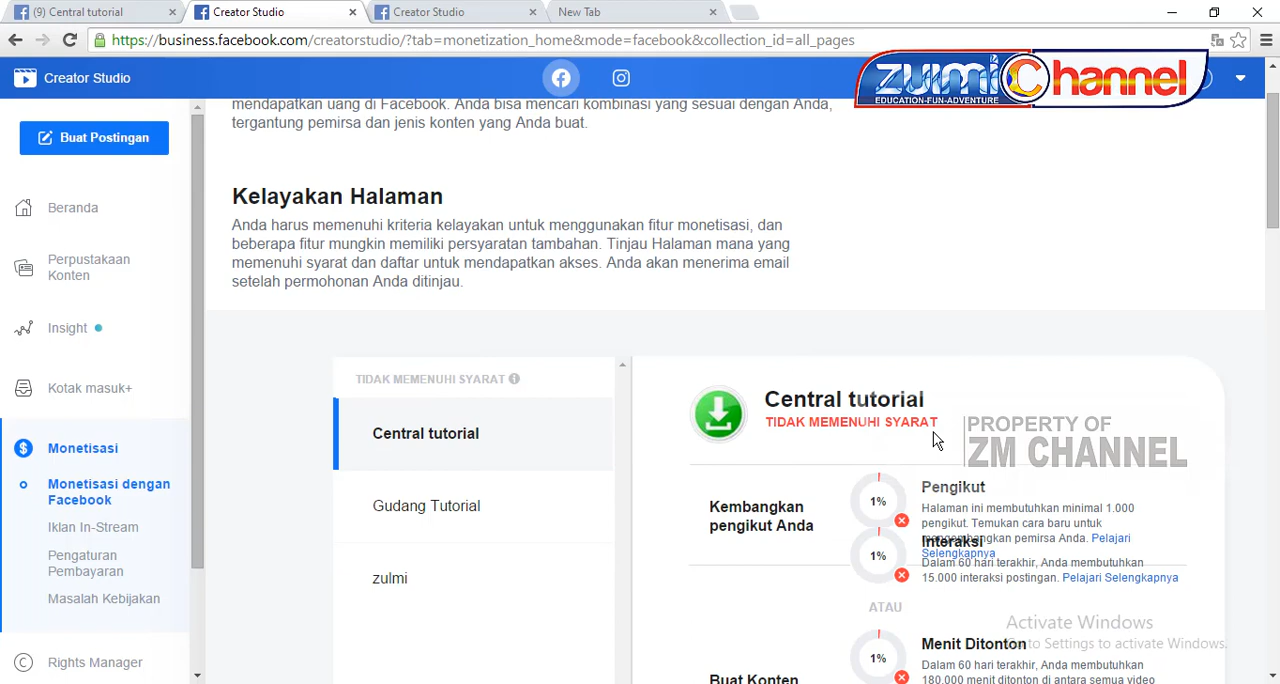 (9) Central tutorial
Creator Studio
Creator Studio
New Tab
https://business.facebook.com/creatorstudio/?tab=monetization_home&mode=facebook&collection_id=all_pages
Creator Studio
zulmi Channel
EDUCATION-FUN-ADVENTURE
mendapatkan uang di Facebook. Anda bisa mencari kombinasi yang sesuai dengan Anda,
tergantung pemirsa dan jenis konten yang Anda buat.
Buat Postingan
Beranda
Perpustakaan
Konten
Insight
Kotak masuk+
Monetisasi
Monetisasi dengan
Facebook
Iklan In-Stream
Pengaturan
Pembayaran
Masalah Kebijakan
Rights Manager
Kelayakan Halaman
Anda harus memenuhi kriteria kelayakan untuk menggunakan fitur monetisasi, dan
beberapa fitur mungkin memiliki persyaratan tambahan. Tinjau Halaman mana yang
memenuhi syarat dan daftar untuk mendapatkan akses. Anda akan menerima email
setelah permohonan Anda ditinjau.
TIDAK MEMENUHI SYARAT
Central tutorial
Gudang Tutorial
zulmi
Central tutorial
TIDAK MEMENUHI SYARAT
PROPERTY OF
ZM CHANNEL
Kembangkan
pengikut Anda
1%
Pengikut
Halaman ini membutuhkan minimal 1.000
pengikut. Temukan cara baru untuk
mengembangkan pemirsa Anda. Pelajari
Selengkapnya
1%
Interaksi
Dalam 60 hari terakhir, Anda membutuhkan
15.000 interaksi postingan. Pelajari Selengkapnya
ATAU
Buat Konten
1%
Menit Ditonton
Dalam 60 hari terakhir, Anda membutuhkan
180.000 menit ditonton di antara semua video
Activate Windows
Go to Settings to activate Windows.